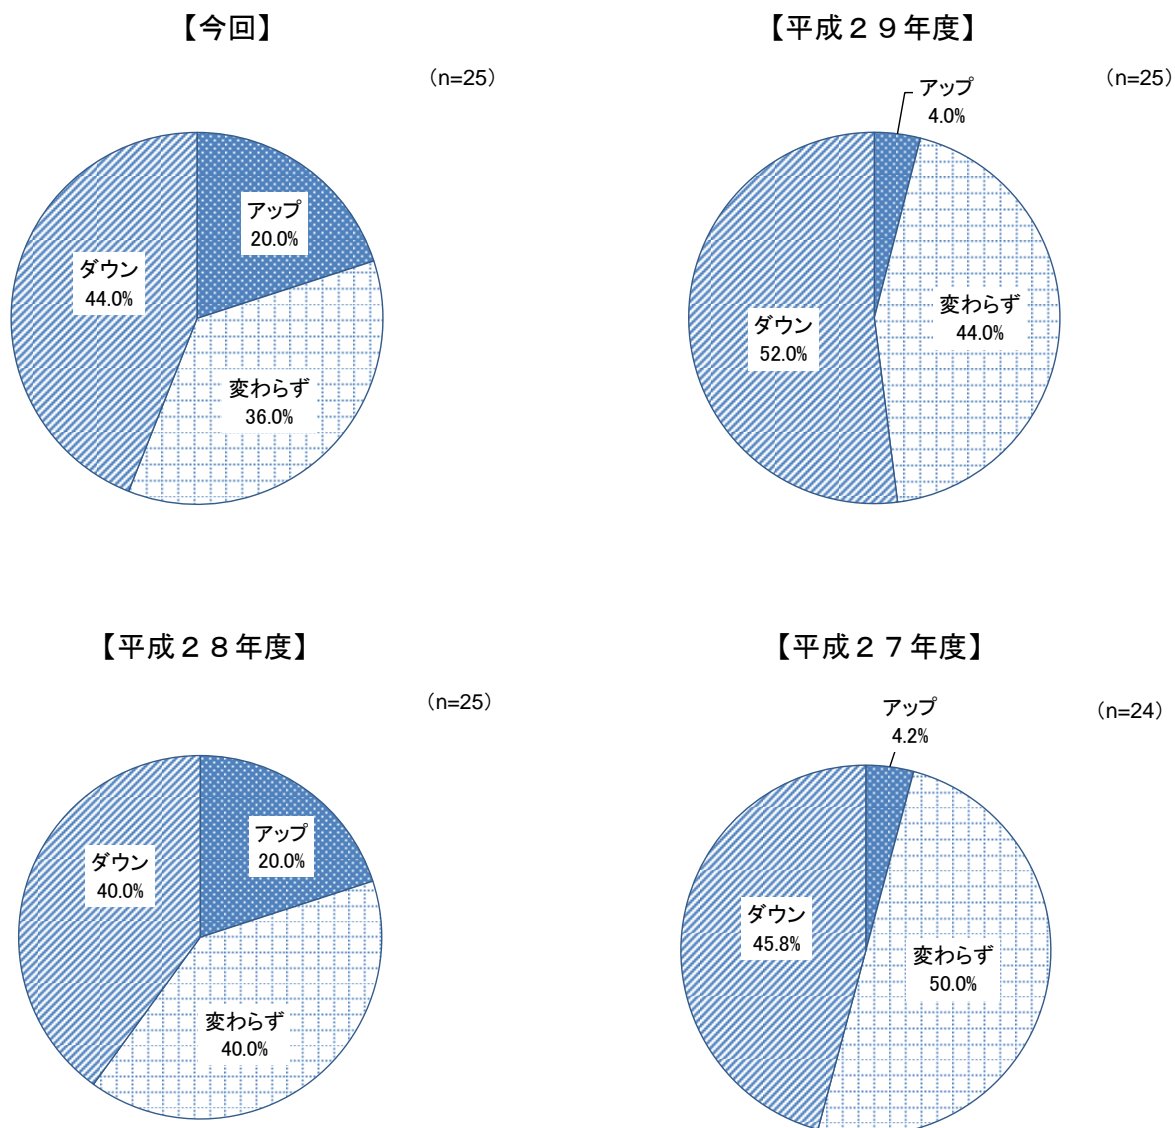 【今回】
（n=25）
アップ
20.0%
ダウン
44.0%
変わらず
36.0%
【平成２９年度】
（n=25）
アップ
4.0%
変わらず
44.0%
ダウン
52.0%
【平成２８年度】
（n=25）
アップ
20.0%
ダウン
40.0%
変わらず
40.0%
【平成２７年度】
（n=24）
アップ
4.2%
ダウン
45.8%
変わらず
50.0%